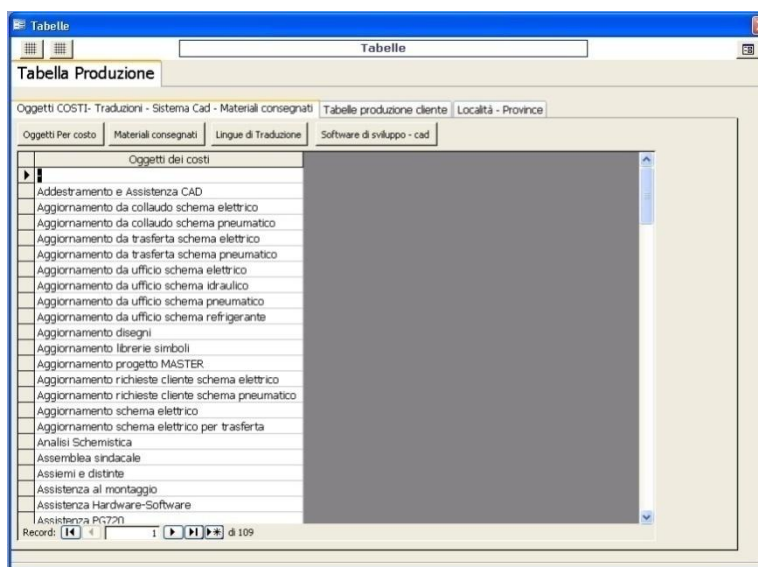 Tabelle
Tabelle
Tabella Produzione
Oggetti COSTI- Traduzioni - Sistema Cad - Materiali consegnati Tabelle produzione cliente Località - Province
Oggetti Per costo Materiali consegnati Lingue di Traduzione Software di sviluppo - cad
Oggetti dei costi
Addestramento e Assistenza CAD
Aggiornamento da collaudo schema elettrico
Aggiornamento da collaudo schema pneumatico
Aggiornamento da trasferta schema elettrico
Aggiornamento da trasferta schema pneumatico
Aggiornamento da ufficio schema elettrico
Aggiornamento da ufficio schema idraulico
Aggiornamento da ufficio schema pneumatico
Aggiornamento da ufficio schema refrigerante
Aggiornamento disegni
Aggiornamento librerie simboli
Aggiornamento progetto MASTER
Aggiornamento richieste cliente schema elettrico
Aggiornamento richieste cliente schema pneumatico
Aggiornamento schema elettrico
Aggiornamento schema elettrico per trasferta
Analisi Schemistica
Assemblea sindacale
Assiemi e distinte
Assistenza al montaggio
Assistenza Hardware-Software
Assistenza PG720
Record: 1 di 109